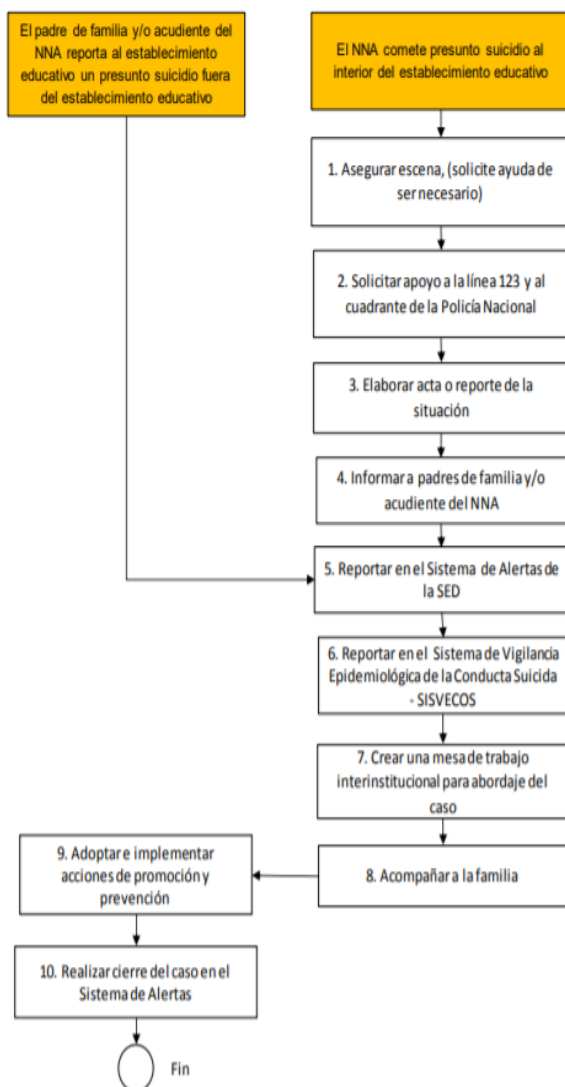 El padre de familia y/o acudiente del
NNA reporta al establecimiento
educativo un presunto suicidio fuera
del establecimiento educativo
El NNA comete presunto suicidio al
interior del establecimiento educativo
1. Asegurar escena, (solicite ayuda de
ser necesario)
2. Solicitar apoyo a la línea 123 y al
cuadrante de la Policía Nacional
3. Elaborar acta o reporte de la
situación
4. Informar a padres de familia y/o
acudiente del NNA
5. Reportar en el Sistema de Alertas de
la SED
6. Reportar en el Sistema de Vigilancia
Epidemiológica de la Conducta Suicida
- SISVECOS
7. Crear una mesa de trabajo
interinstitucional para abordaje del
caso
8. Acompañar a la familia
9. Adoptar e implementar
acciones de promoción y
prevención
10. Realizar cierre del caso en el
Sistema de Alertas
Fin